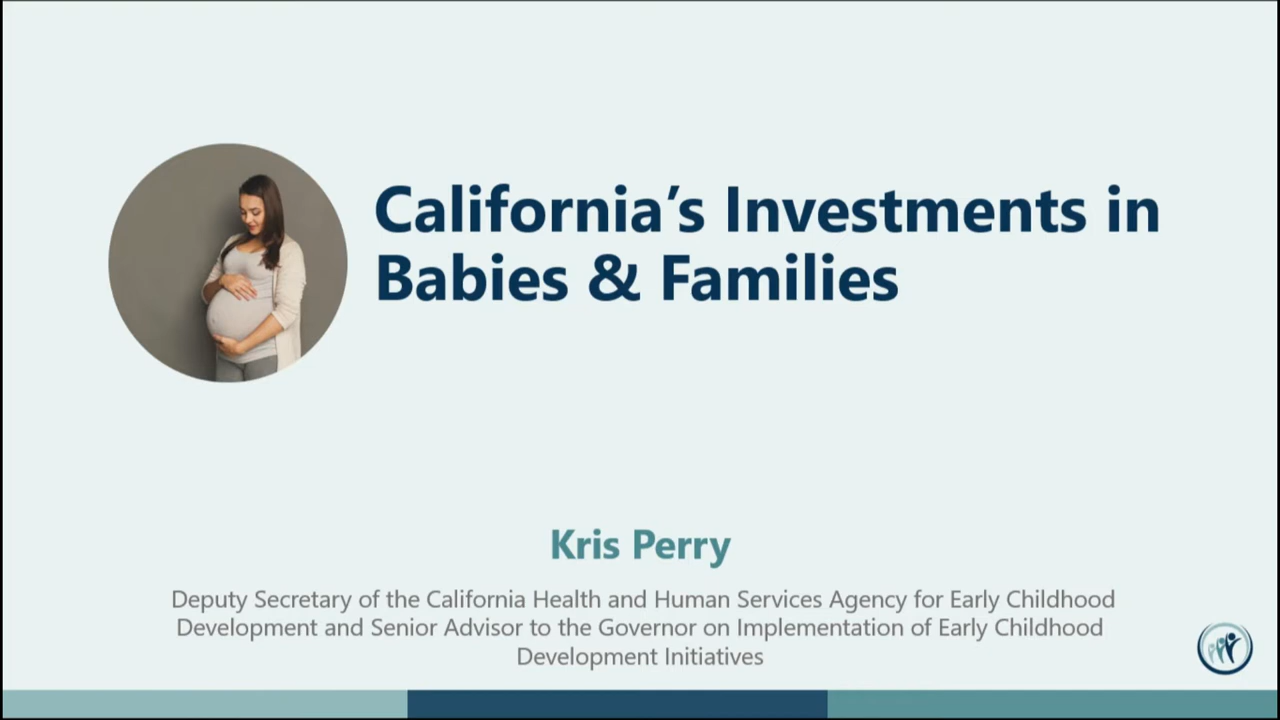 California’s Investments in
Babies & Families
Kris Perry
Deputy Secretary of the California Health and Human Services Agency for Early Childhood
Development and Senior Advisor to the Governor on Implementation of Early Childhood
Development Initiatives